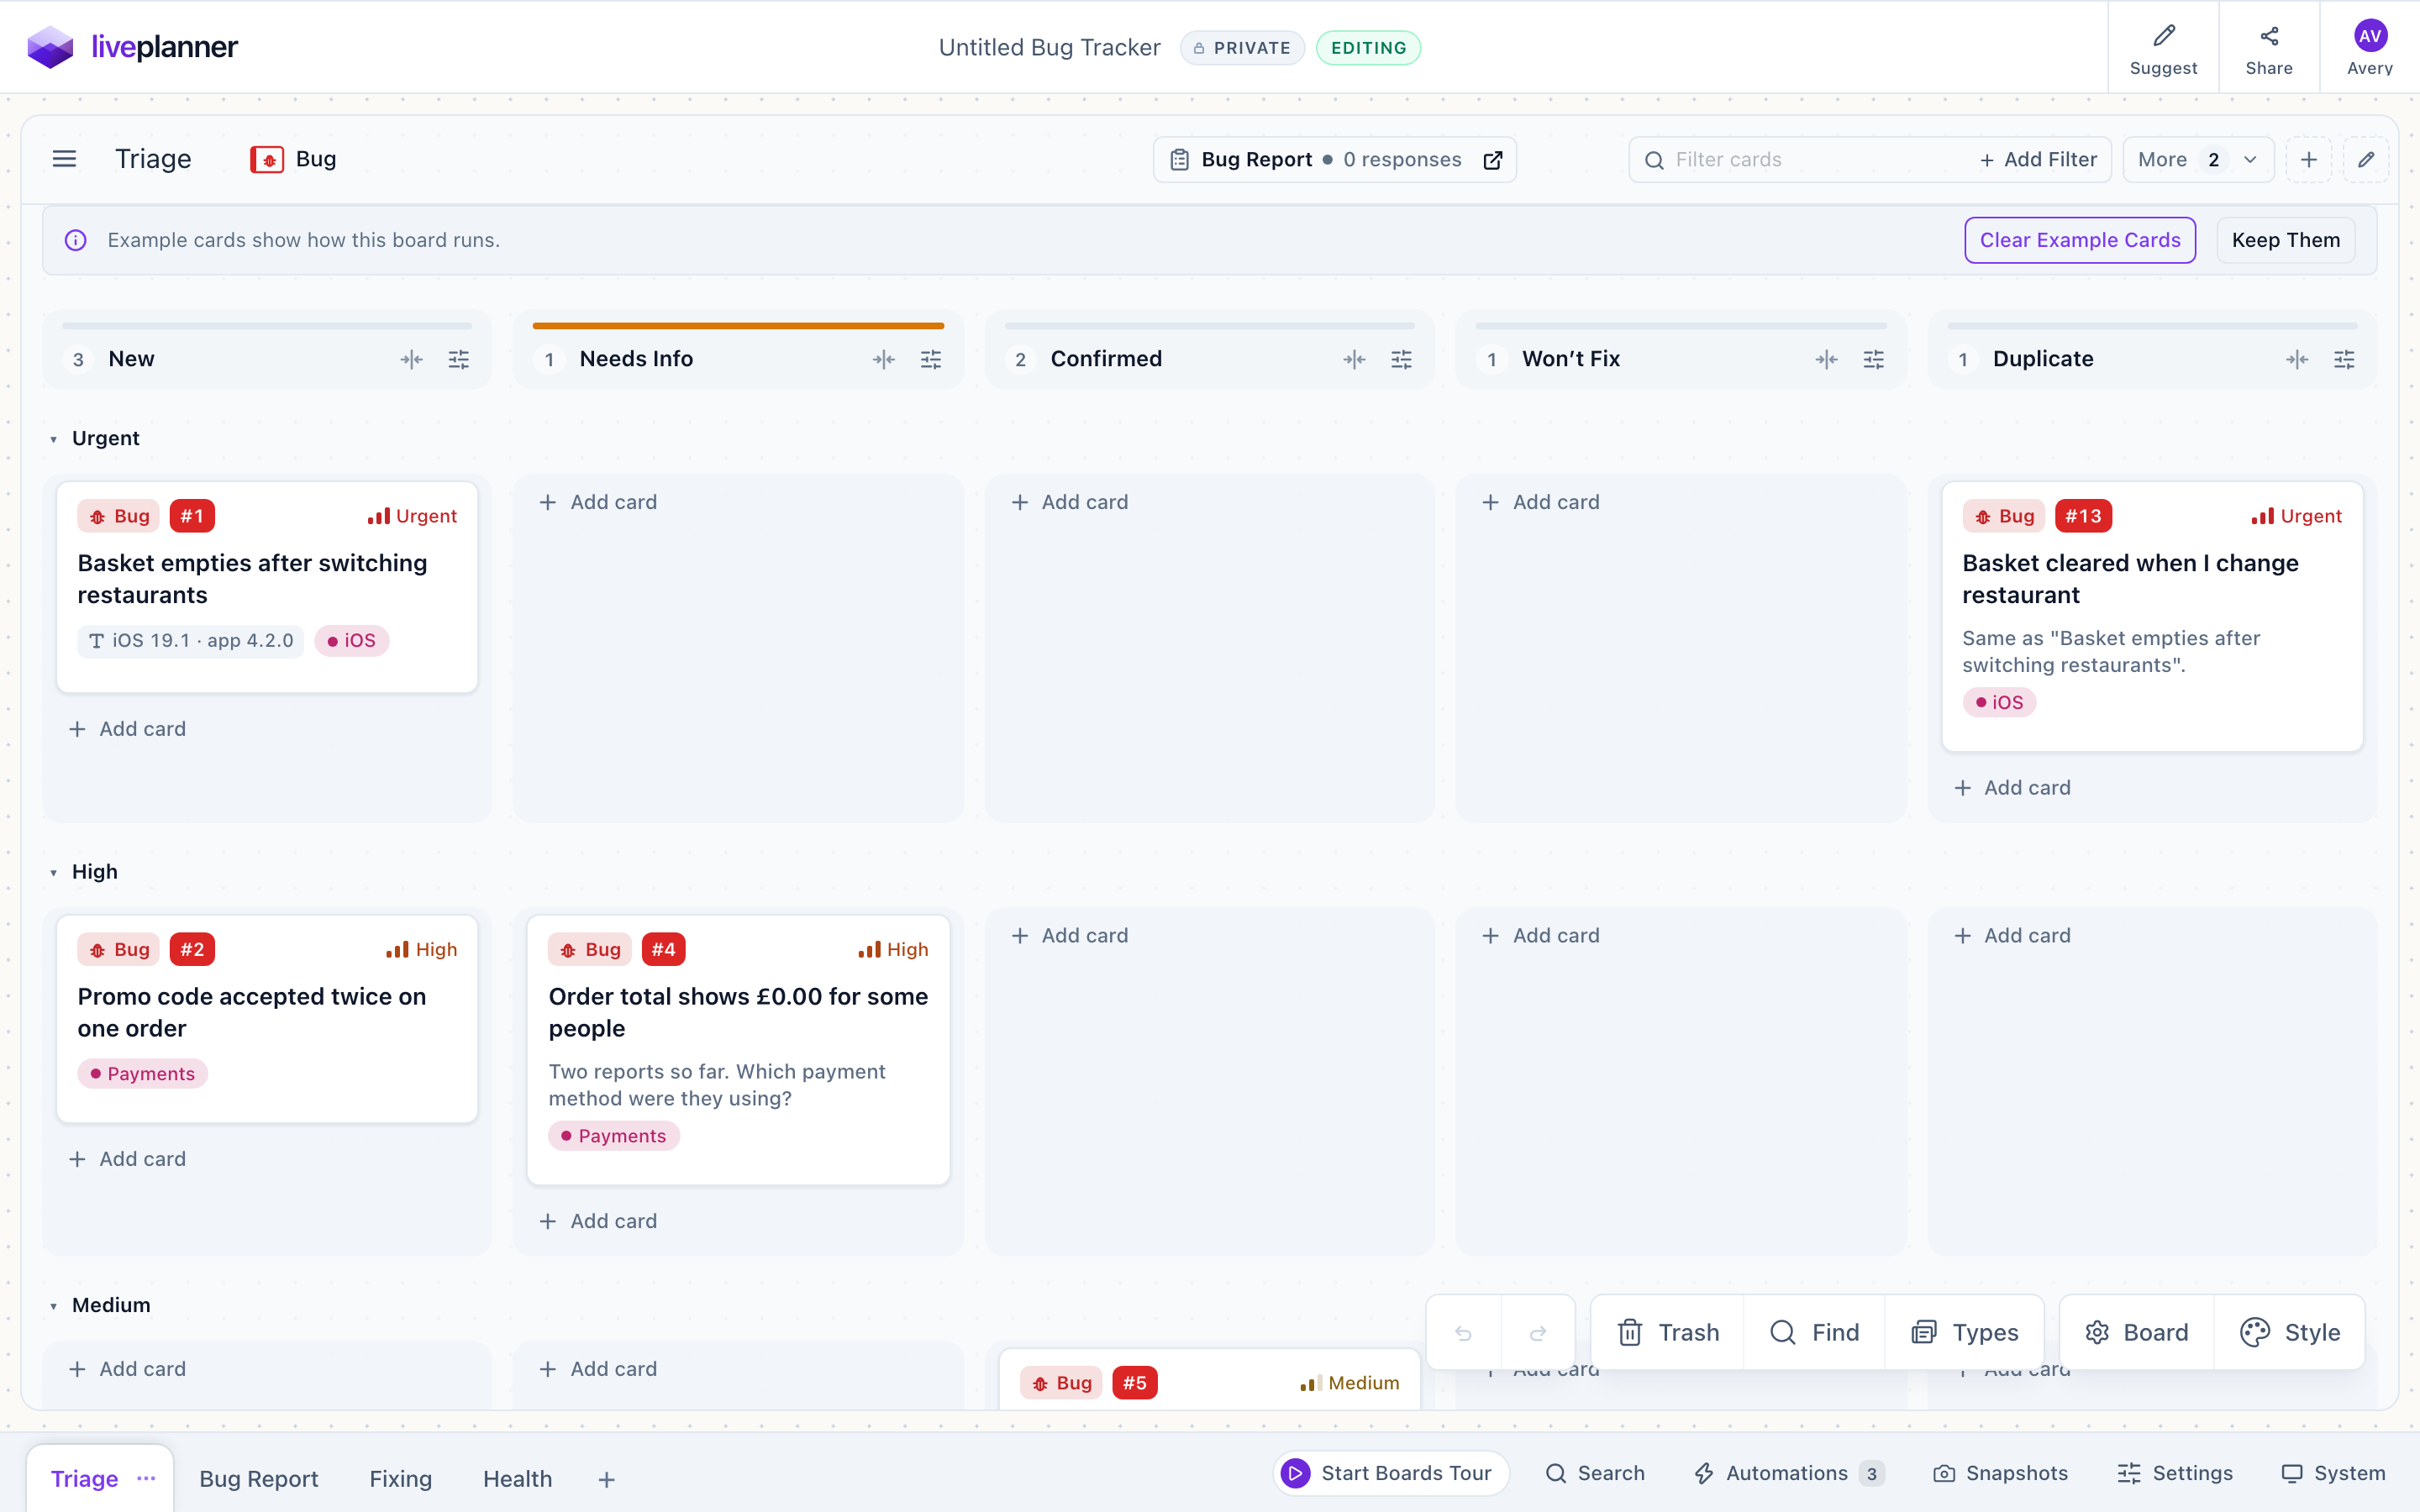 liveplanner
Untitled Bug Tracker
PRIVATE
EDITING
Suggest
Share
AV
Avery
Triage
Bug
Bug Report • 0 responses
Filter cards
+ Add Filter
More 2
Example cards show how this board runs.
Clear Example Cards
Keep Them
3 New
1 Needs Info
2 Confirmed
1 Won’t Fix
1 Duplicate
Urgent
Bug #1 Urgent
Basket empties after switching
restaurants
iOS 19.1 · app 4.2.0
iOS
+ Add card
+ Add card
+ Add card
+ Add card
Bug #13 Urgent
Basket cleared when I change
restaurant
Same as "Basket empties after
switching restaurants".
iOS
+ Add card
High
Bug #2 High
Promo code accepted twice on
one order
Payments
+ Add card
Bug #4 High
Order total shows £0.00 for some
people
Two reports so far. Which payment
method were they using?
Payments
+ Add card
+ Add card
+ Add card
+ Add card
Medium
+ Add card
+ Add card
Bug #5 Medium
+ Add card
+ Add card
Trash
Find
Types
Board
Style
Triage ···
Bug Report
Fixing
Health
+
Start Boards Tour
Search
Automations 3
Snapshots
Settings
System